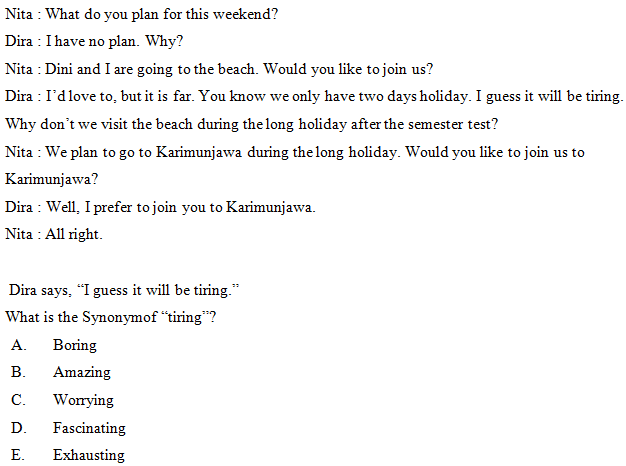 Nita : What do you plan for this weekend?
Dira : I have no plan. Why?
Nita : Dini and I are going to the beach. Would you like to join us?
Dira : I'd love to, but it is far. You know we only have two days holiday. I guess it will be tiring.
Why don't we visit the beach during the long holiday after the semester test?
Nita : We plan to go to Karimunjawa during the long holiday. Would you like to join us to
Karimunjawa?
Dira : Well, I prefer to join you to Karimunjawa.
Nita : All right.
Dira says, “I guess it will be tiring.”
What is the Synonymof “tiring”?
A. Boring
B. Amazing
C. Worrying
D. Fascinating
E. Exhausting